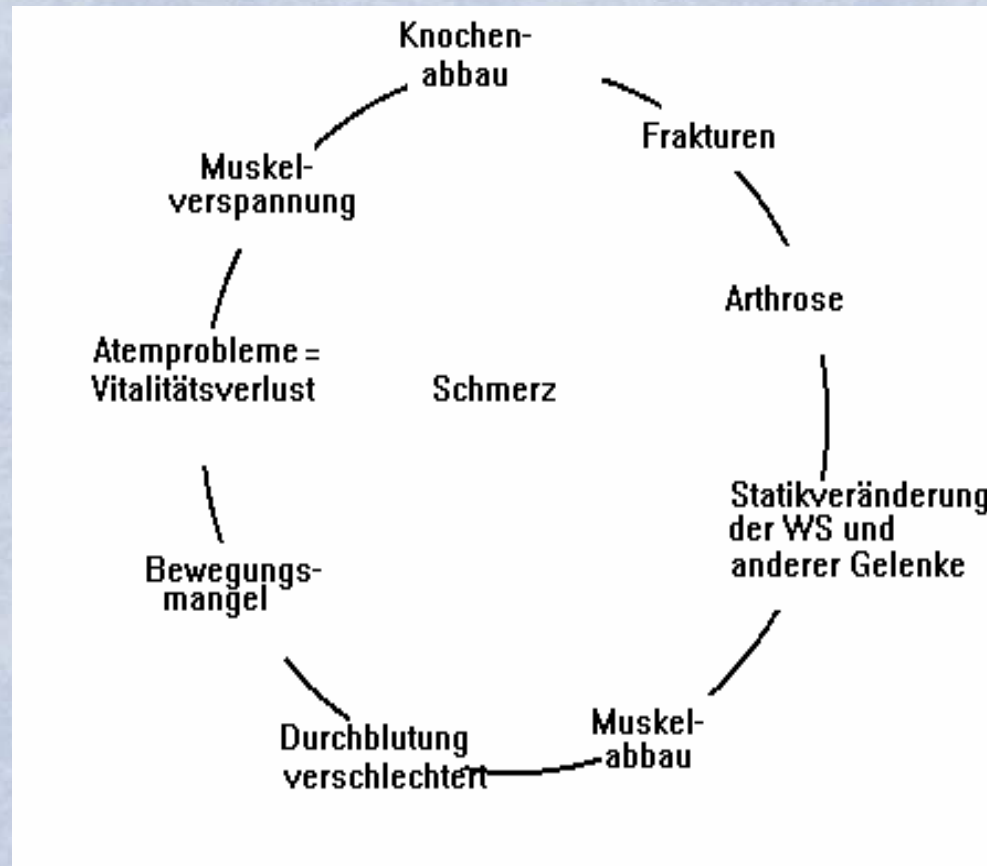 Knochen-
abbau
Frakturen
Arthrose
Statikveränderung
der WS und
anderer Gelenke
Muskel-
abbau
Durchblutung
verschlechtert
Bewegungs-
mangel
Atemprobleme =
Vitalitätsverlust
Muskel-
verspannung
Schmerz